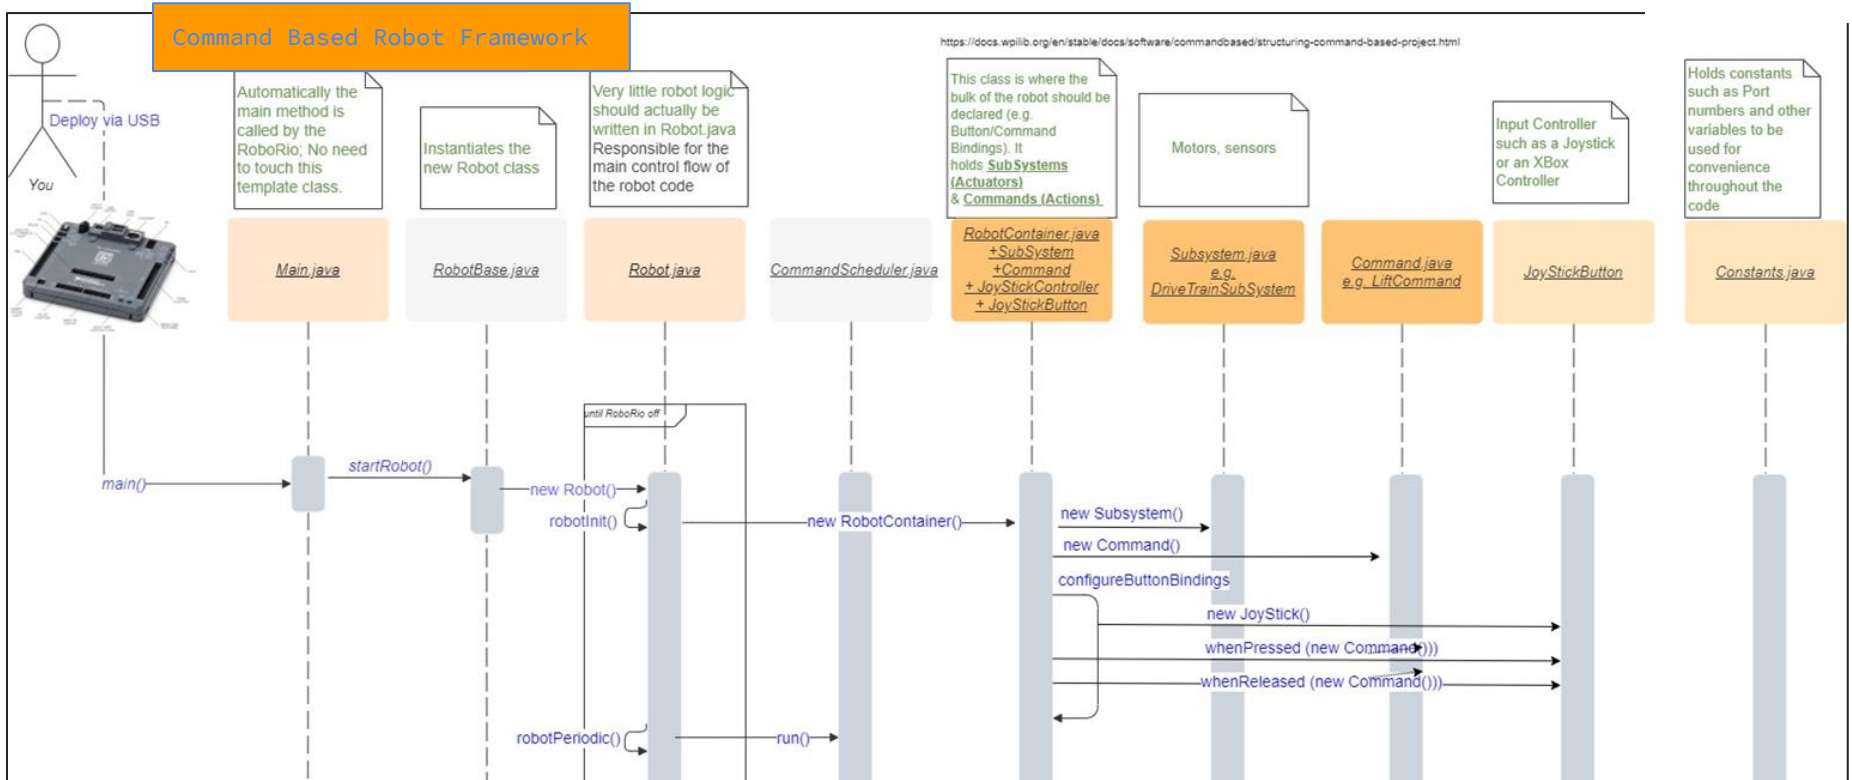 Command Based Robot Framework
https://docs.wpilib.org/en/stable/docs/software/commandbased/structuring-command-based-project.html
Deploy via USB
You
Automatically the
main method is
called by the
RoboRio; No need
to touch this
template class.
Instantiates the
new Robot class
Very little robot logic
should actually be
written in Robot.java
Responsible for the
main control flow of
the robot code
This class is where the
bulk of the robot should be
declared (e.g.
Button/Command
Bindings). It
holds SubSystems
(Actuators)
& Commands (Actions)
Motors, sensors
Input Controller
such as a Joystick
or an XBox
Controller
Holds constants
such as Port
numbers and other
variables to be
used for
convenience
throughout the
code
Main.java
RobotBase.java
Robot.java
CommandScheduler.java
RobotContainer.java
+SubSystem
+Command
+ JoyStickController
+ JoyStickButton
Subsystem.java
e.g.
DriveTrainSubSystem
Command.java
e.g. LiftCommand
JoyStickButton
Constants.java
until RoboRio off
main()
startRobot()
new Robot()
robotInit()
new RobotContainer()
new Subsystem()
new Command()
configureButtonBindings
new JoyStick()
whenPressed (new Command()))
whenReleased (new Command()))
robotPeriodic()
run()